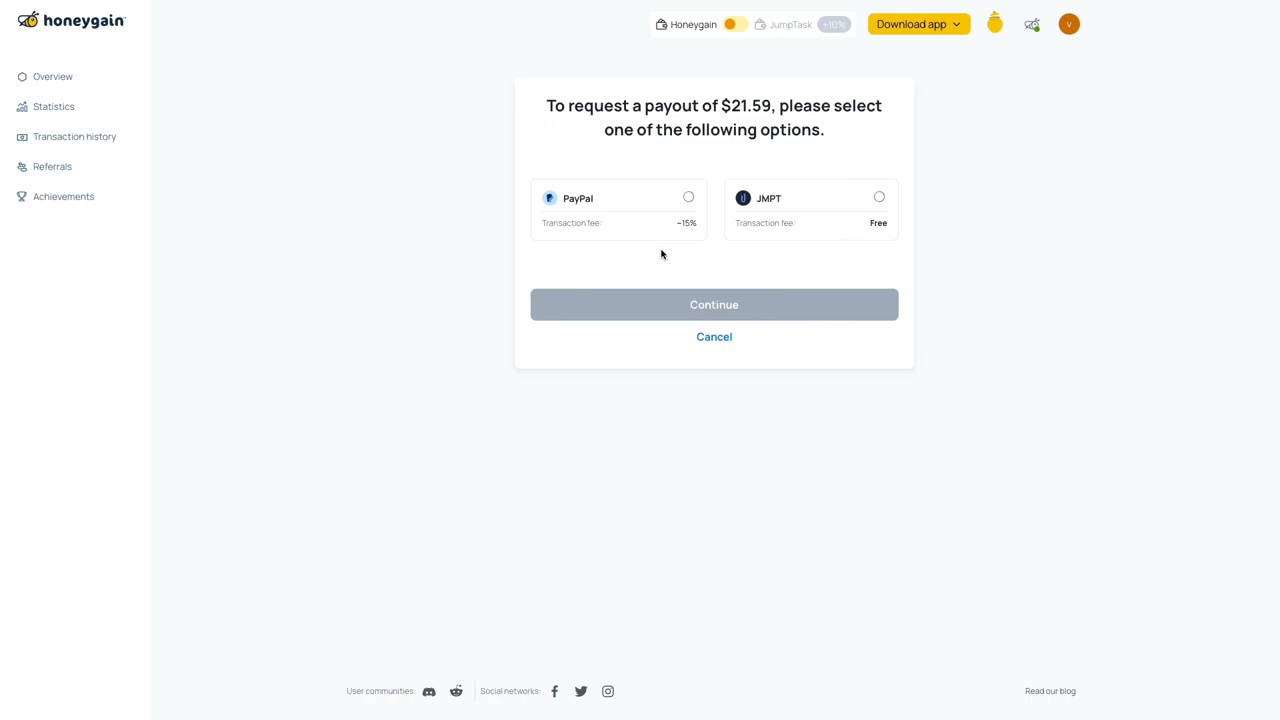 honeygain
Honeygain
JumpTask
+10%
Download app
v
Overview
Statistics
Transaction history
Referrals
Achievements
To request a payout of $21.59, please select
one of the following options.
PayPal
Transaction fee: ~15%
JMPT
Transaction fee: Free
Continue
Cancel
User communities:
Social networks:
Read our blog